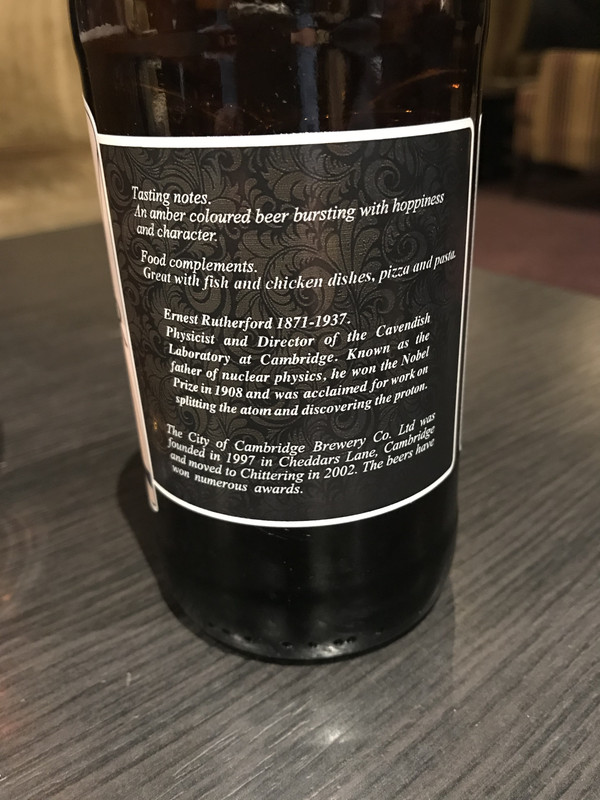 Tasting notes.
An amber coloured beer bursting with hoppiness
and character.
Food complements.
Great with fish and chicken dishes, pizza and pasta.
Ernest Rutherford 1871-1937.
Physicist and Director of the Cavendish
Laboratory at Cambridge. Known as the
father of nuclear physics, he won the Nobel
Prize in 1908 and was acclaimed for work on
splitting the atom and discovering the proton.
The City of Cambridge Brewery Co. Ltd was
founded in 1997 in Cheddars Lane, Cambridge
and moved to Chittering in 2002. The beers have
won numerous awards.